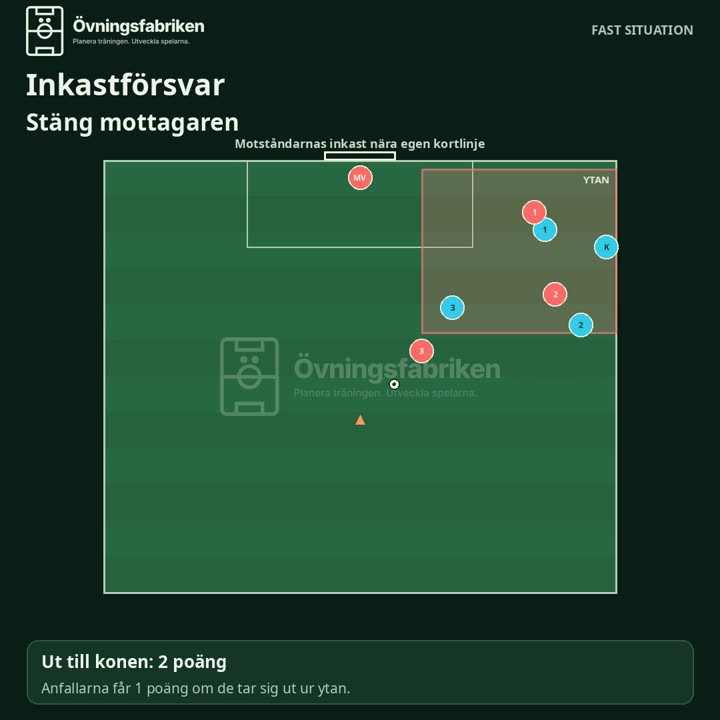 Övningsfabriken
Planera träningen. Utveckla spelarna.
FAST SITUATION
Inkastförsvar
Stäng mottagaren
Motståndarnas inkast nära egen kortlinje
MV
YTAN
1
1
K
2
3
2
3
Övningsfabriken
Planera träningen. Utveckla spelarna.
Ut till konen: 2 poäng
Anfallarna får 1 poäng om de tar sig ut ur ytan.